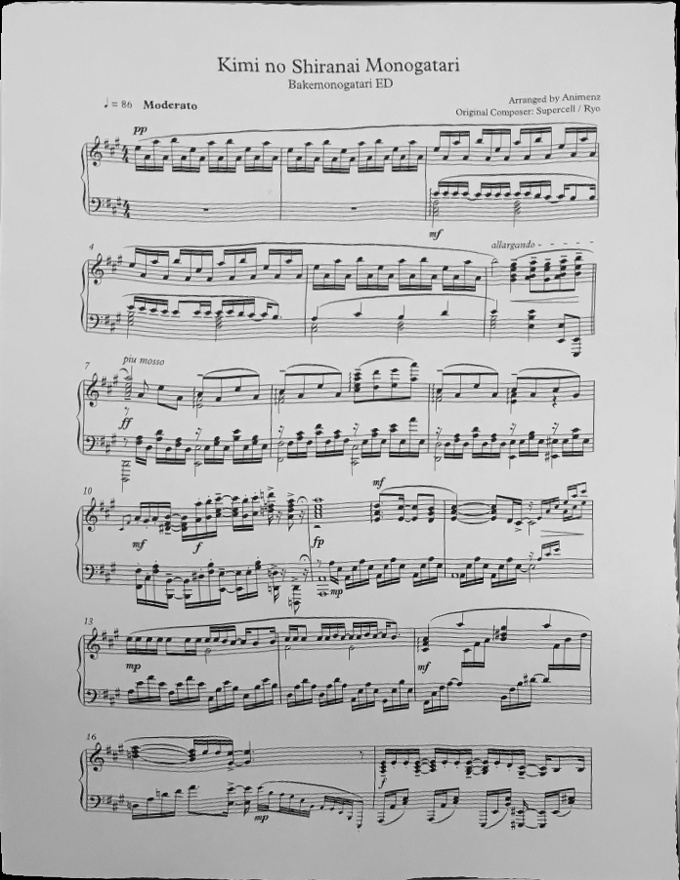 Kimi no Shiranai Monogatari
Bakemonogatari ED
♩ = 86 Moderato
Arranged by Animenz
Original Composer: Supercell / Ryo
pp
mf
4
allargando
7
piu mosso
ff
10
mf
mf
f
fp
mp
13
mp
mf
16
f
mp